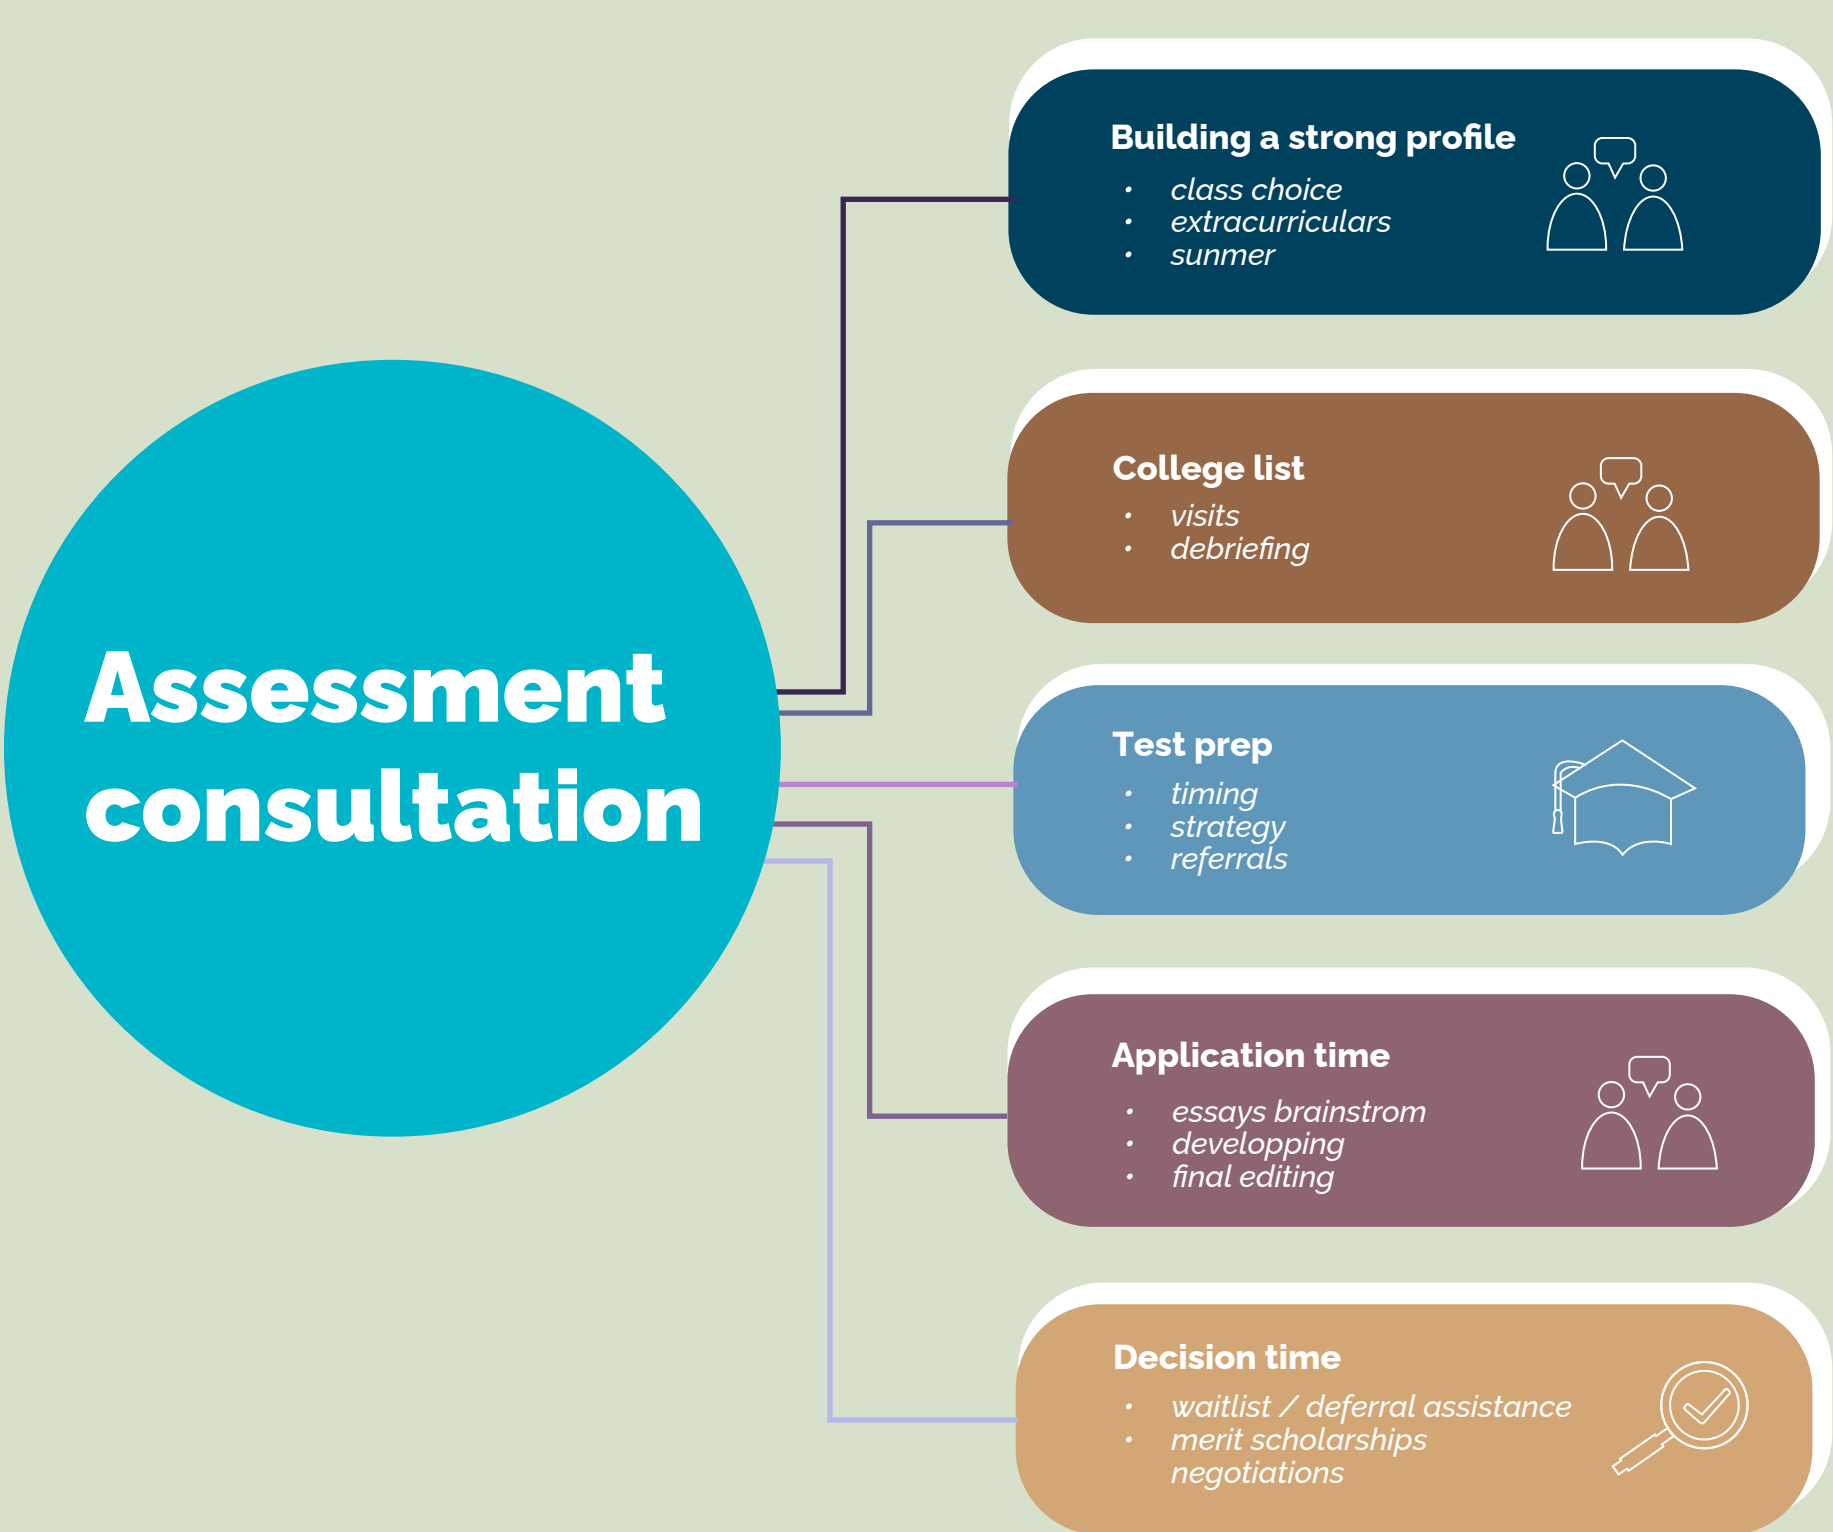 Assessment
consultation
Building a strong profile
• class choice
• extracurriculars
• sunmer
College list
• visits
• debriefing
Test prep
• timing
• strategy
• referrals
Application time
• essays brainstrom
• developping
• final editing
Decision time
• waitlist / deferral assistance
• merit scholarships
negotiations